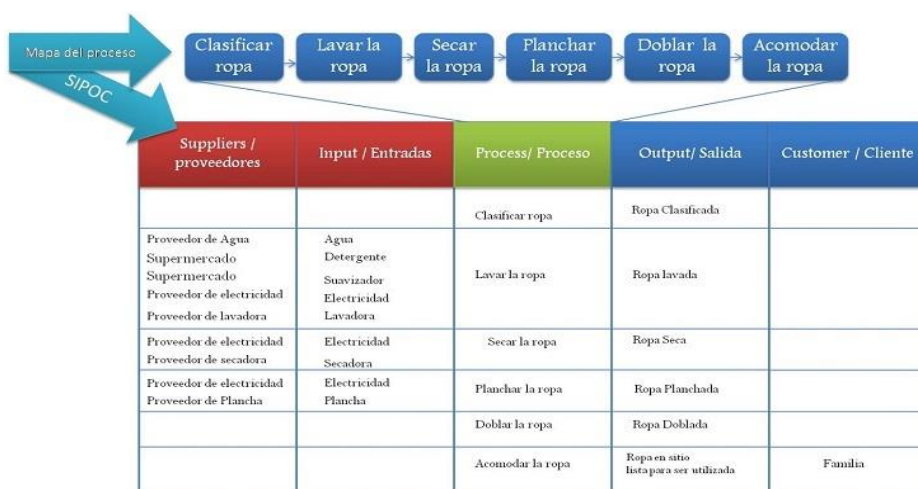 Mapa del proceso
SIPOC
Clasificar
ropa
Lavar la
ropa
Secar
la ropa
Planchar
la ropa
Doblar la
ropa
Acomodar
la ropa
Suppliers /
proveedores
Input / Entradas
Process/ Proceso
Output/ Salida
Customer / Cliente
Clasificar ropa
Ropa Clasificada
Proveedor de Agua
Supermercado
Supermercado
Proveedor de electricidad
Proveedor de lavadora
Agua
Detergente
Suavizador
Electricidad
Lavadora
Lavar la ropa
Ropa lavada
Proveedor de electricidad
Proveedor de secadora
Electricidad
Secadora
Secar la ropa
Ropa Seca
Proveedor de electricidad
Proveedor de Plancha
Electricidad
Plancha
Planchar la ropa
Ropa Planchada
Doblar la ropa
Ropa Doblada
Acomodar la ropa
Ropa en sitio
lista para ser utilizada
Familia